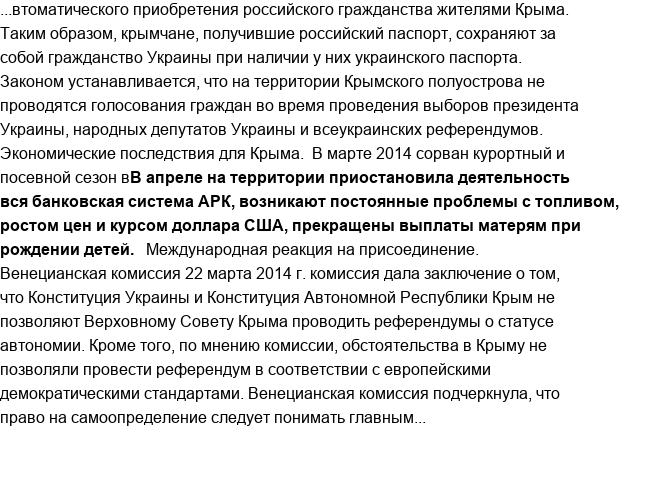 ...втоматического приобретения российского гражданства жителями Крыма.
Таким образом, крымчане, получившие российский паспорт, сохраняют за
собой гражданство Украины при наличии у них украинского паспорта.
Законом устанавливается, что на территории Крымского полуострова не
проводятся голосования граждан во время проведения выборов президента
Украины, народных депутатов Украины и всеукраинских референдумов.
Экономические последствия для Крыма.  В марте 2014 сорван курортный и
посевной сезон вВ апреле на территории приостановила деятельность
вся банковская система АРК, возникают постоянные проблемы с топливом,
ростом цен и курсом доллара США, прекращены выплаты матерям при
рождении детей.   Международная реакция на присоединение.
Венецианская комиссия 22 марта 2014 г. комиссия дала заключение о том,
что Конституция Украины и Конституция Автономной Республики Крым не
позволяют Верховному Совету Крыма проводить референдумы о статусе
автономии. Кроме того, по мнению комиссии, обстоятельства в Крыму не
позволяли провести референдум в соответствии с европейскими
демократическими стандартами. Венецианская комиссия подчеркнула, что
право на самоопределение следует понимать главным...